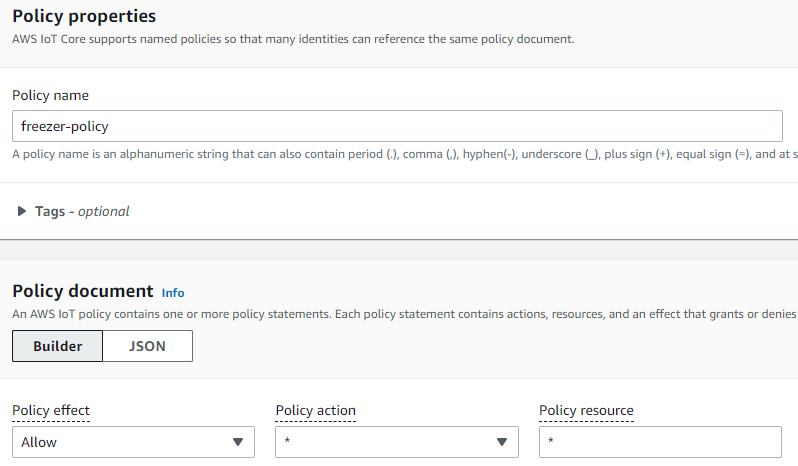 Policy properties
AWS IoT Core supports named policies so that many identities can reference the same policy document.
Policy name
freezer-policy
A policy name is an alphanumeric string that can also contain period (.), comma (,), hyphen(-), underscore (_), plus sign (+), equal sign (=), and at s
Tags - optional
Policy document Info
An AWS IoT policy contains one or more policy statements. Each policy statement contains actions, resources, and an effect that grants or denies
Builder JSON
Policy effect Policy action Policy resource
Allow * *